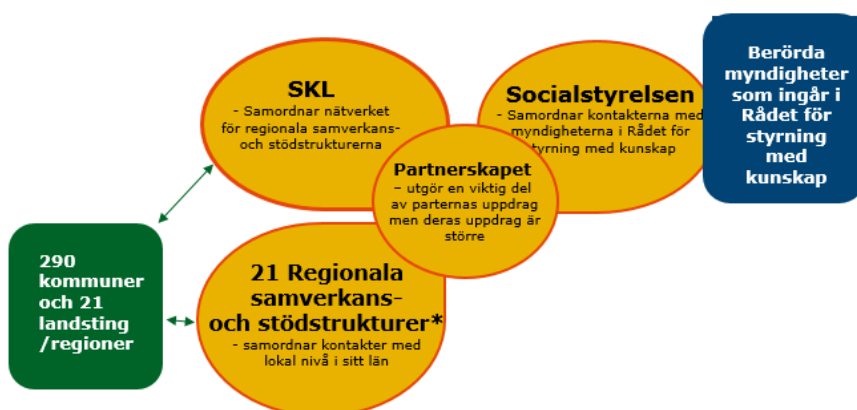 SKL
- Samordnar nätverket
för regionala samverkans-
och stödstrukturerna
Socialstyrelsen
- Samordnar kontakterna med
myndigheterna i Rådet för
styrning med kunskap
Berörda
myndigheter
som ingår i
Rådet för
styrning
med
kunskap
Partnerskapet
– utgör en viktig del
av parternas uppdrag
men deras uppdrag är
större
290
kommuner
och 21
landsting
/regioner
21 Regionala
samverkans-
och stödstrukturer*
- samordnar kontakter med
lokal nivå i sitt län